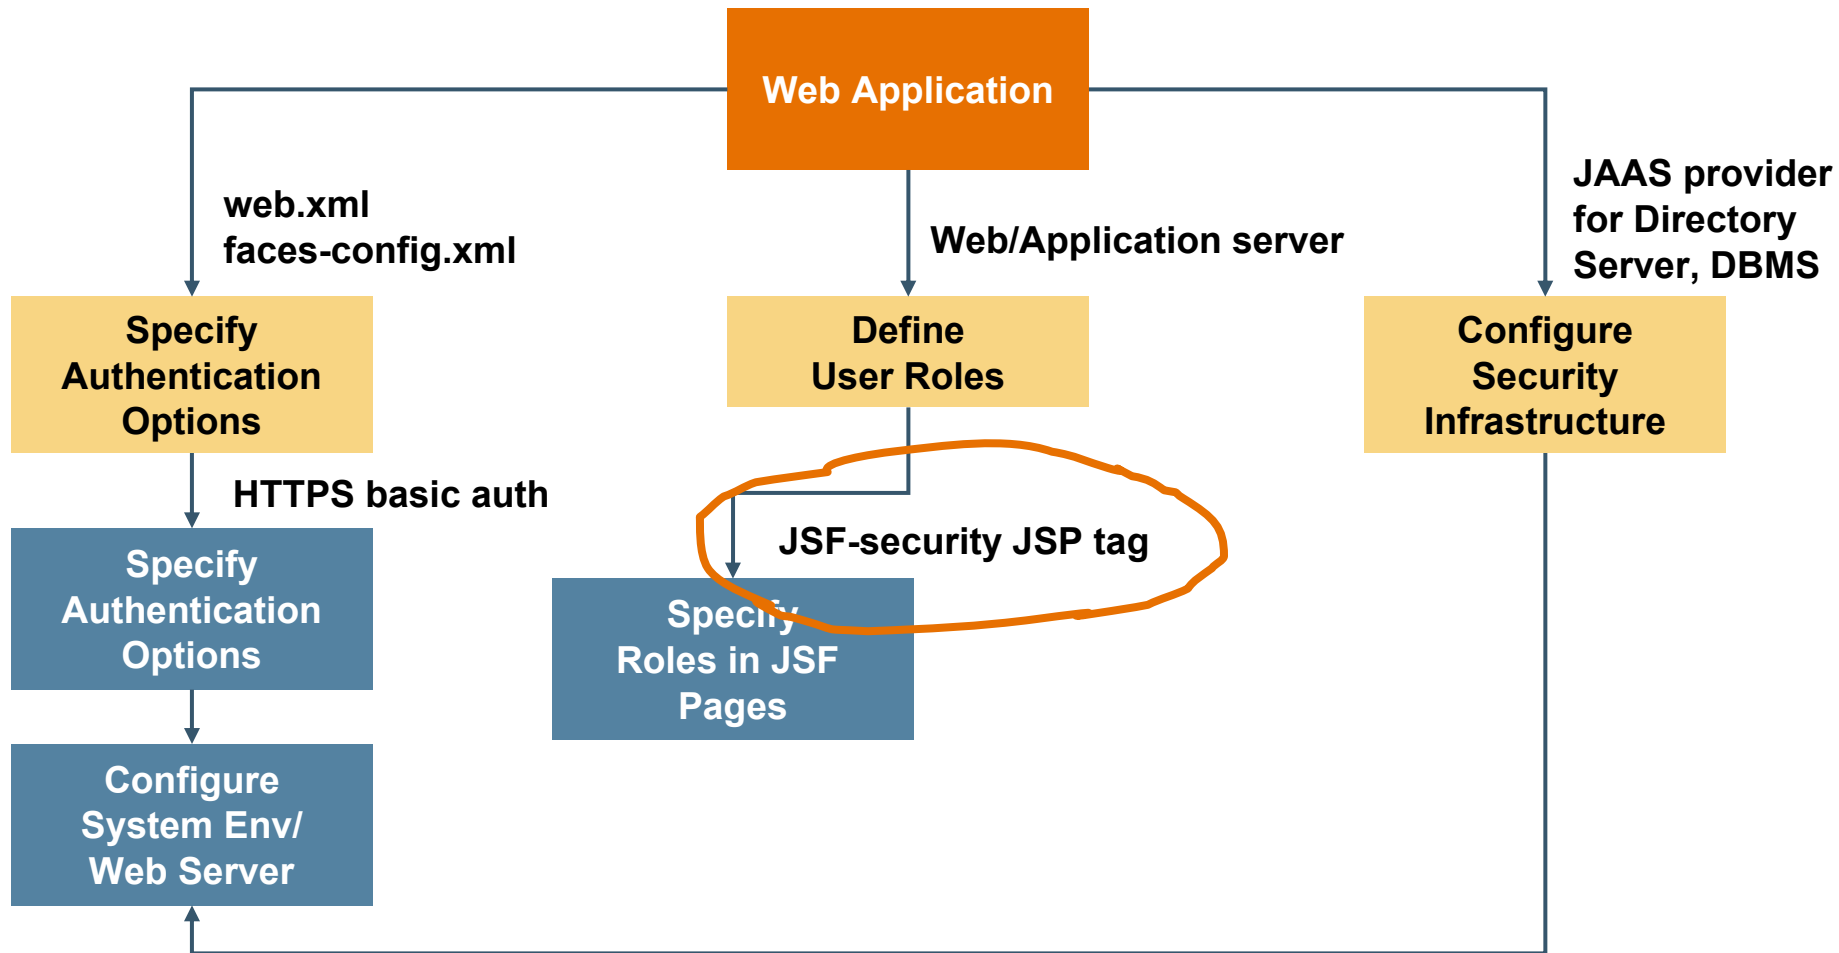 Web Application
web.xml
faces-config.xml
Web/Application server
JAAS provider
for Directory
Server, DBMS
Specify
Authentication
Options
Define
User Roles
Configure
Security
Infrastructure
HTTPS basic auth
JSF-security JSP tag
Specify
Authentication
Options
Specify
Roles in JSF
Pages
Configure
System Env/
Web Server